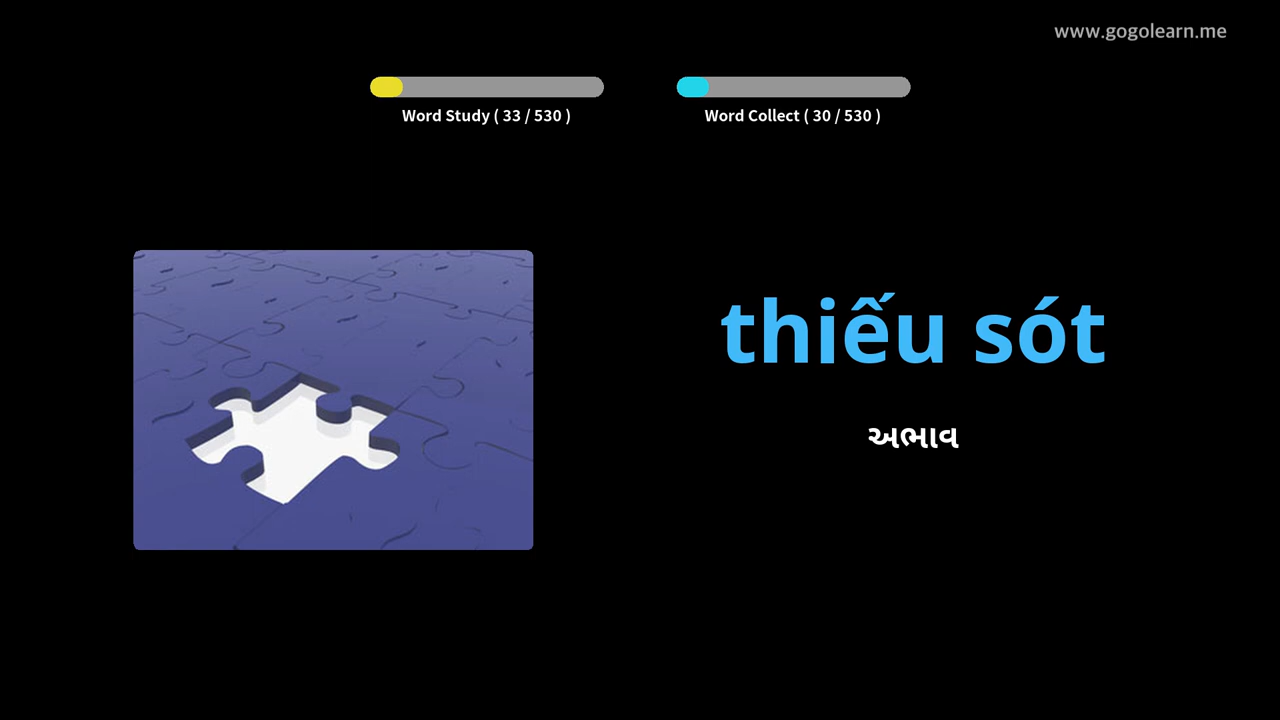 www.gogolearn.me
Word Study ( 33 / 530 )
Word Collect ( 30 / 530 )
thiếu sót
અભાવ